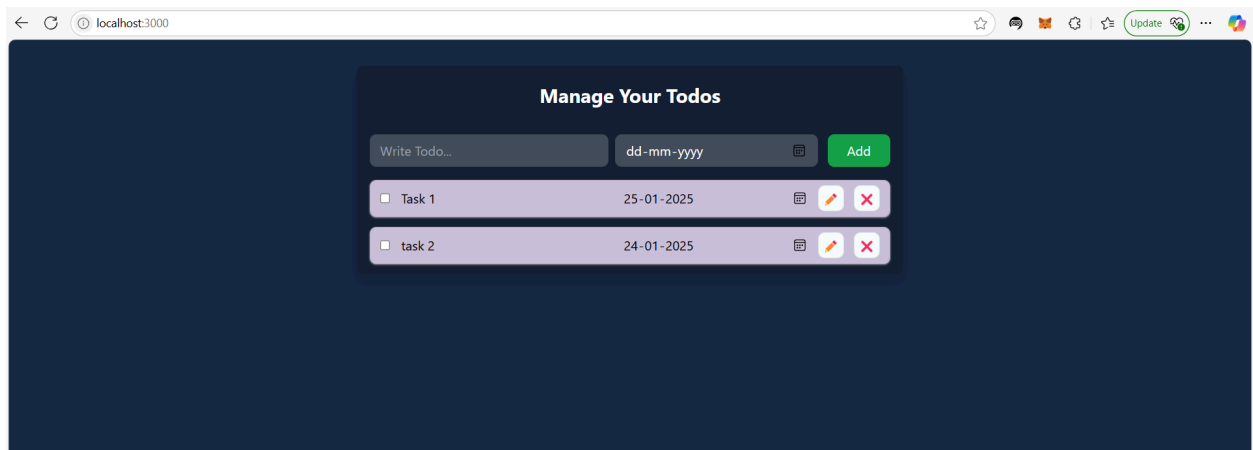 localhost:3000
Update
Manage Your Todos
Write Todo... dd-mm-yyyy Add
Task 1 25-01-2025
task 2 24-01-2025